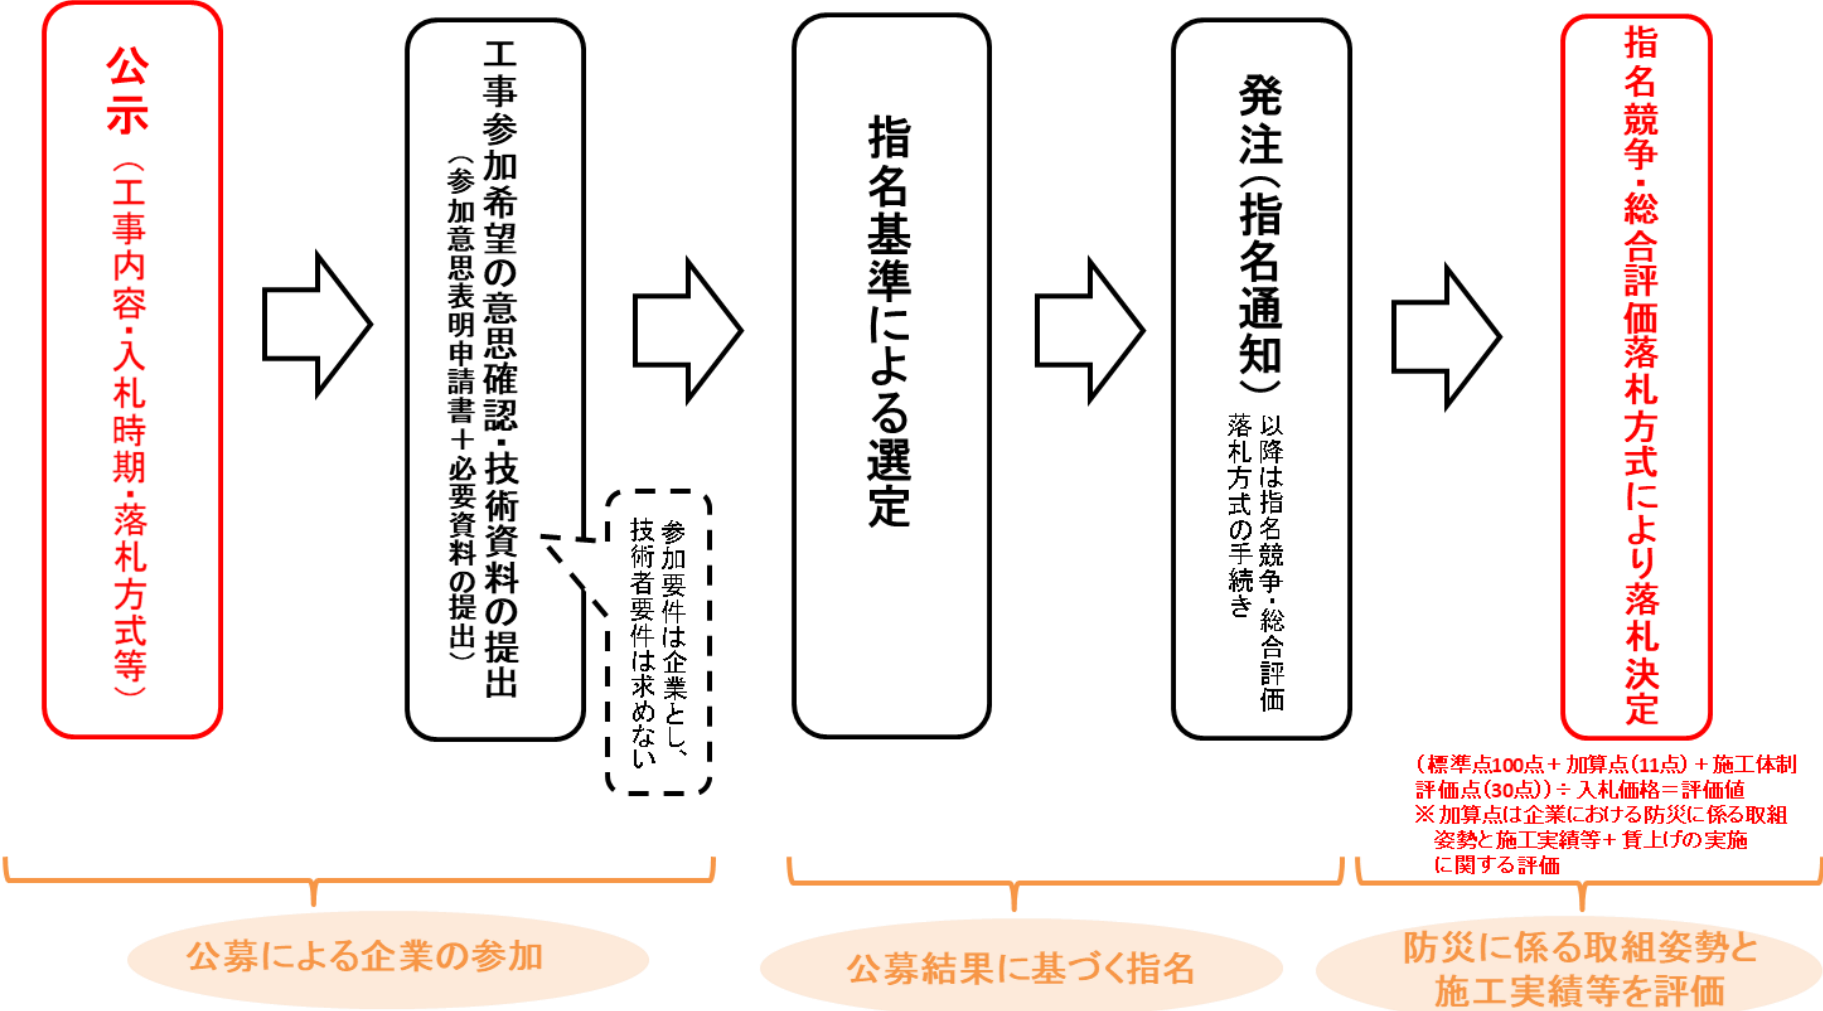 公示（工事内容・入札時期・落札方式等）
工事参加希望の意思確認・技術資料の提出
（参加意思表明申請書＋必要資料の提出）
参加要件は企業とし、
技術者要件は求めない
指名基準による選定
発注（指名通知）
以降は指名競争・総合評価
落札方式の手続き
指名競争・総合評価落札方式により落札決定
（標準点100点＋加算点（11点）＋施工体制
評価点（30点））÷入札価格＝評価値
※加算点は企業における防災に係る取組
姿勢と施工実績等＋賃上げの実施
に関する評価
公募による企業の参加
公募結果に基づく指名
防災に係る取組姿勢と
施工実績等を評価